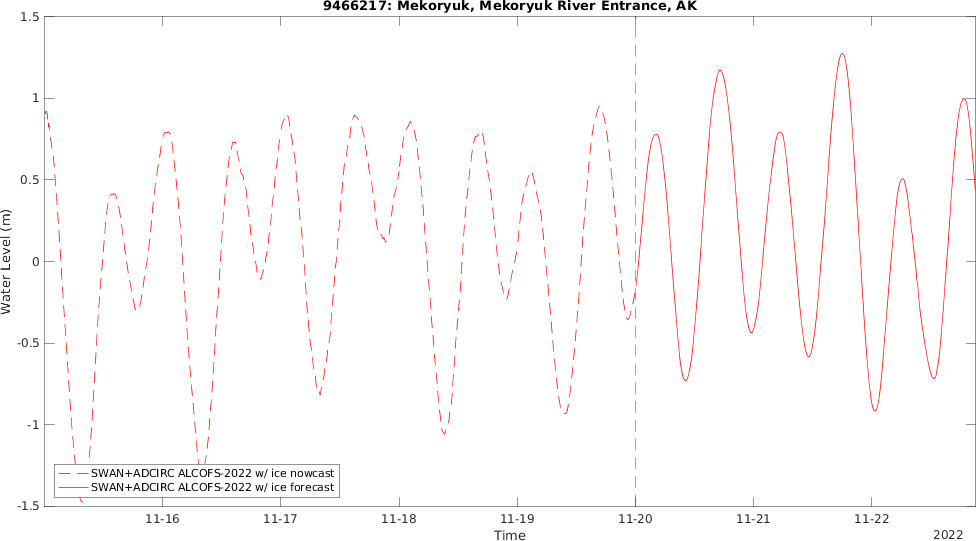 9466217: Mekoryuk, Mekoryuk River Entrance, AK
1.5
1
0.5
0
-0.5
-1
-1.5
Water Level (m)
SWAN+ADCIRC ALCOFS-2022 w/ ice nowcast
SWAN+ADCIRC ALCOFS-2022 w/ ice forecast
11-16 11-17 11-18 11-19 11-20 11-21 11-22
Time
2022